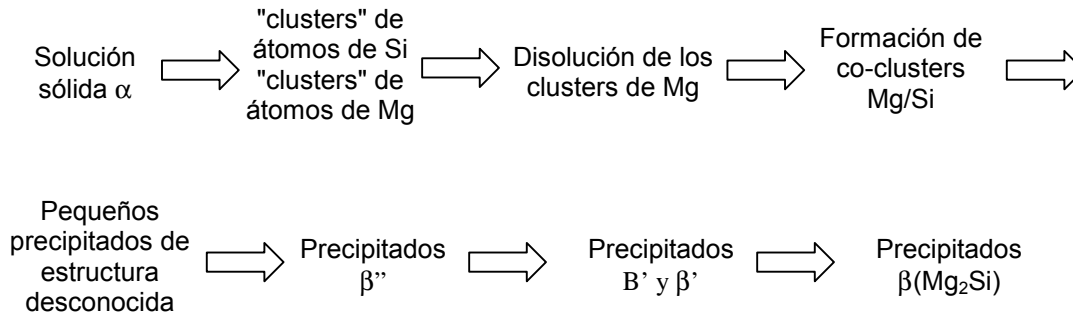 Solución
sólida α
"clusters" de
átomos de Si
"clusters" de
átomos de Mg
Disolución de los
clusters de Mg
Formación de
co-clusters
Mg/Si
Pequeños
precipitados de
estructura
desconocida
Precipitados
β’’
Precipitados
B’ y β’
Precipitados
β(Mg₂Si)